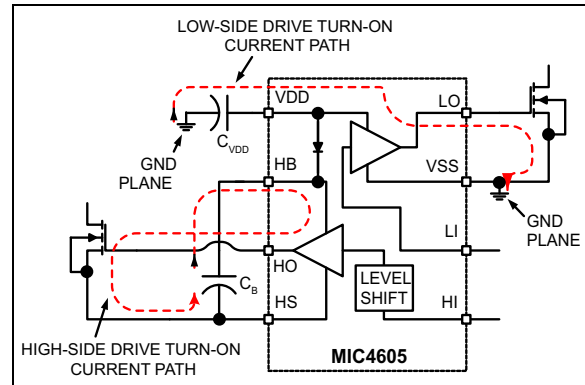 LOW-SIDE DRIVE TURN-ON
CURRENT PATH
VDD
LO
CVDD
GND
PLANE
VSS
HB
GND
PLANE
LI
HO
CB
LEVEL
SHIFT
HI
HS
HIGH-SIDE DRIVE TURN-ON
CURRENT PATH
MIC4605